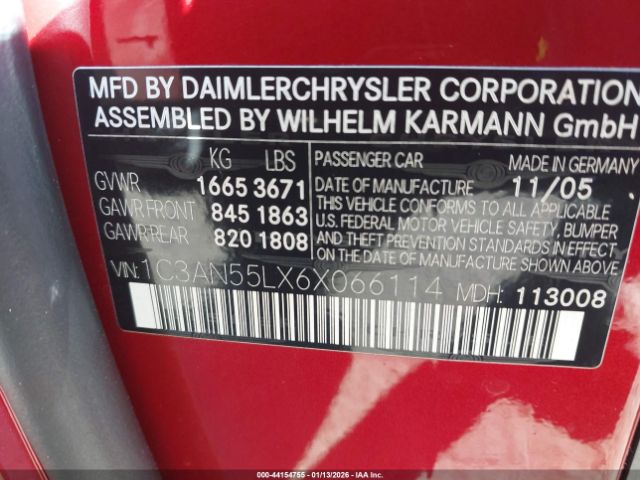 MFD BY DAIMLERCHRYSLER CORPORATION
ASSEMBLED BY WILHELM KARMANN GmbH
KG LBS
GVWR 1665 3671
GAWR FRONT 845 1863
GAWR REAR 820 1808
PASSENGER CAR MADE IN GERMANY
DATE OF MANUFACTURE 11/05
THIS VEHICLE CONFORMS TO ALL APPLICABLE
U.S. FEDERAL MOTOR VEHICLE SAFETY, BUMPER
AND THEFT PREVENTION STANDARDS IN EFFECT
ON THE DATE OF MANUFACTURE SHOWN ABOVE.
VIN: 1C3AN55LX6X066114 MDH: 113008
000-44154755 | 01/13/2026 | IAA Inc.